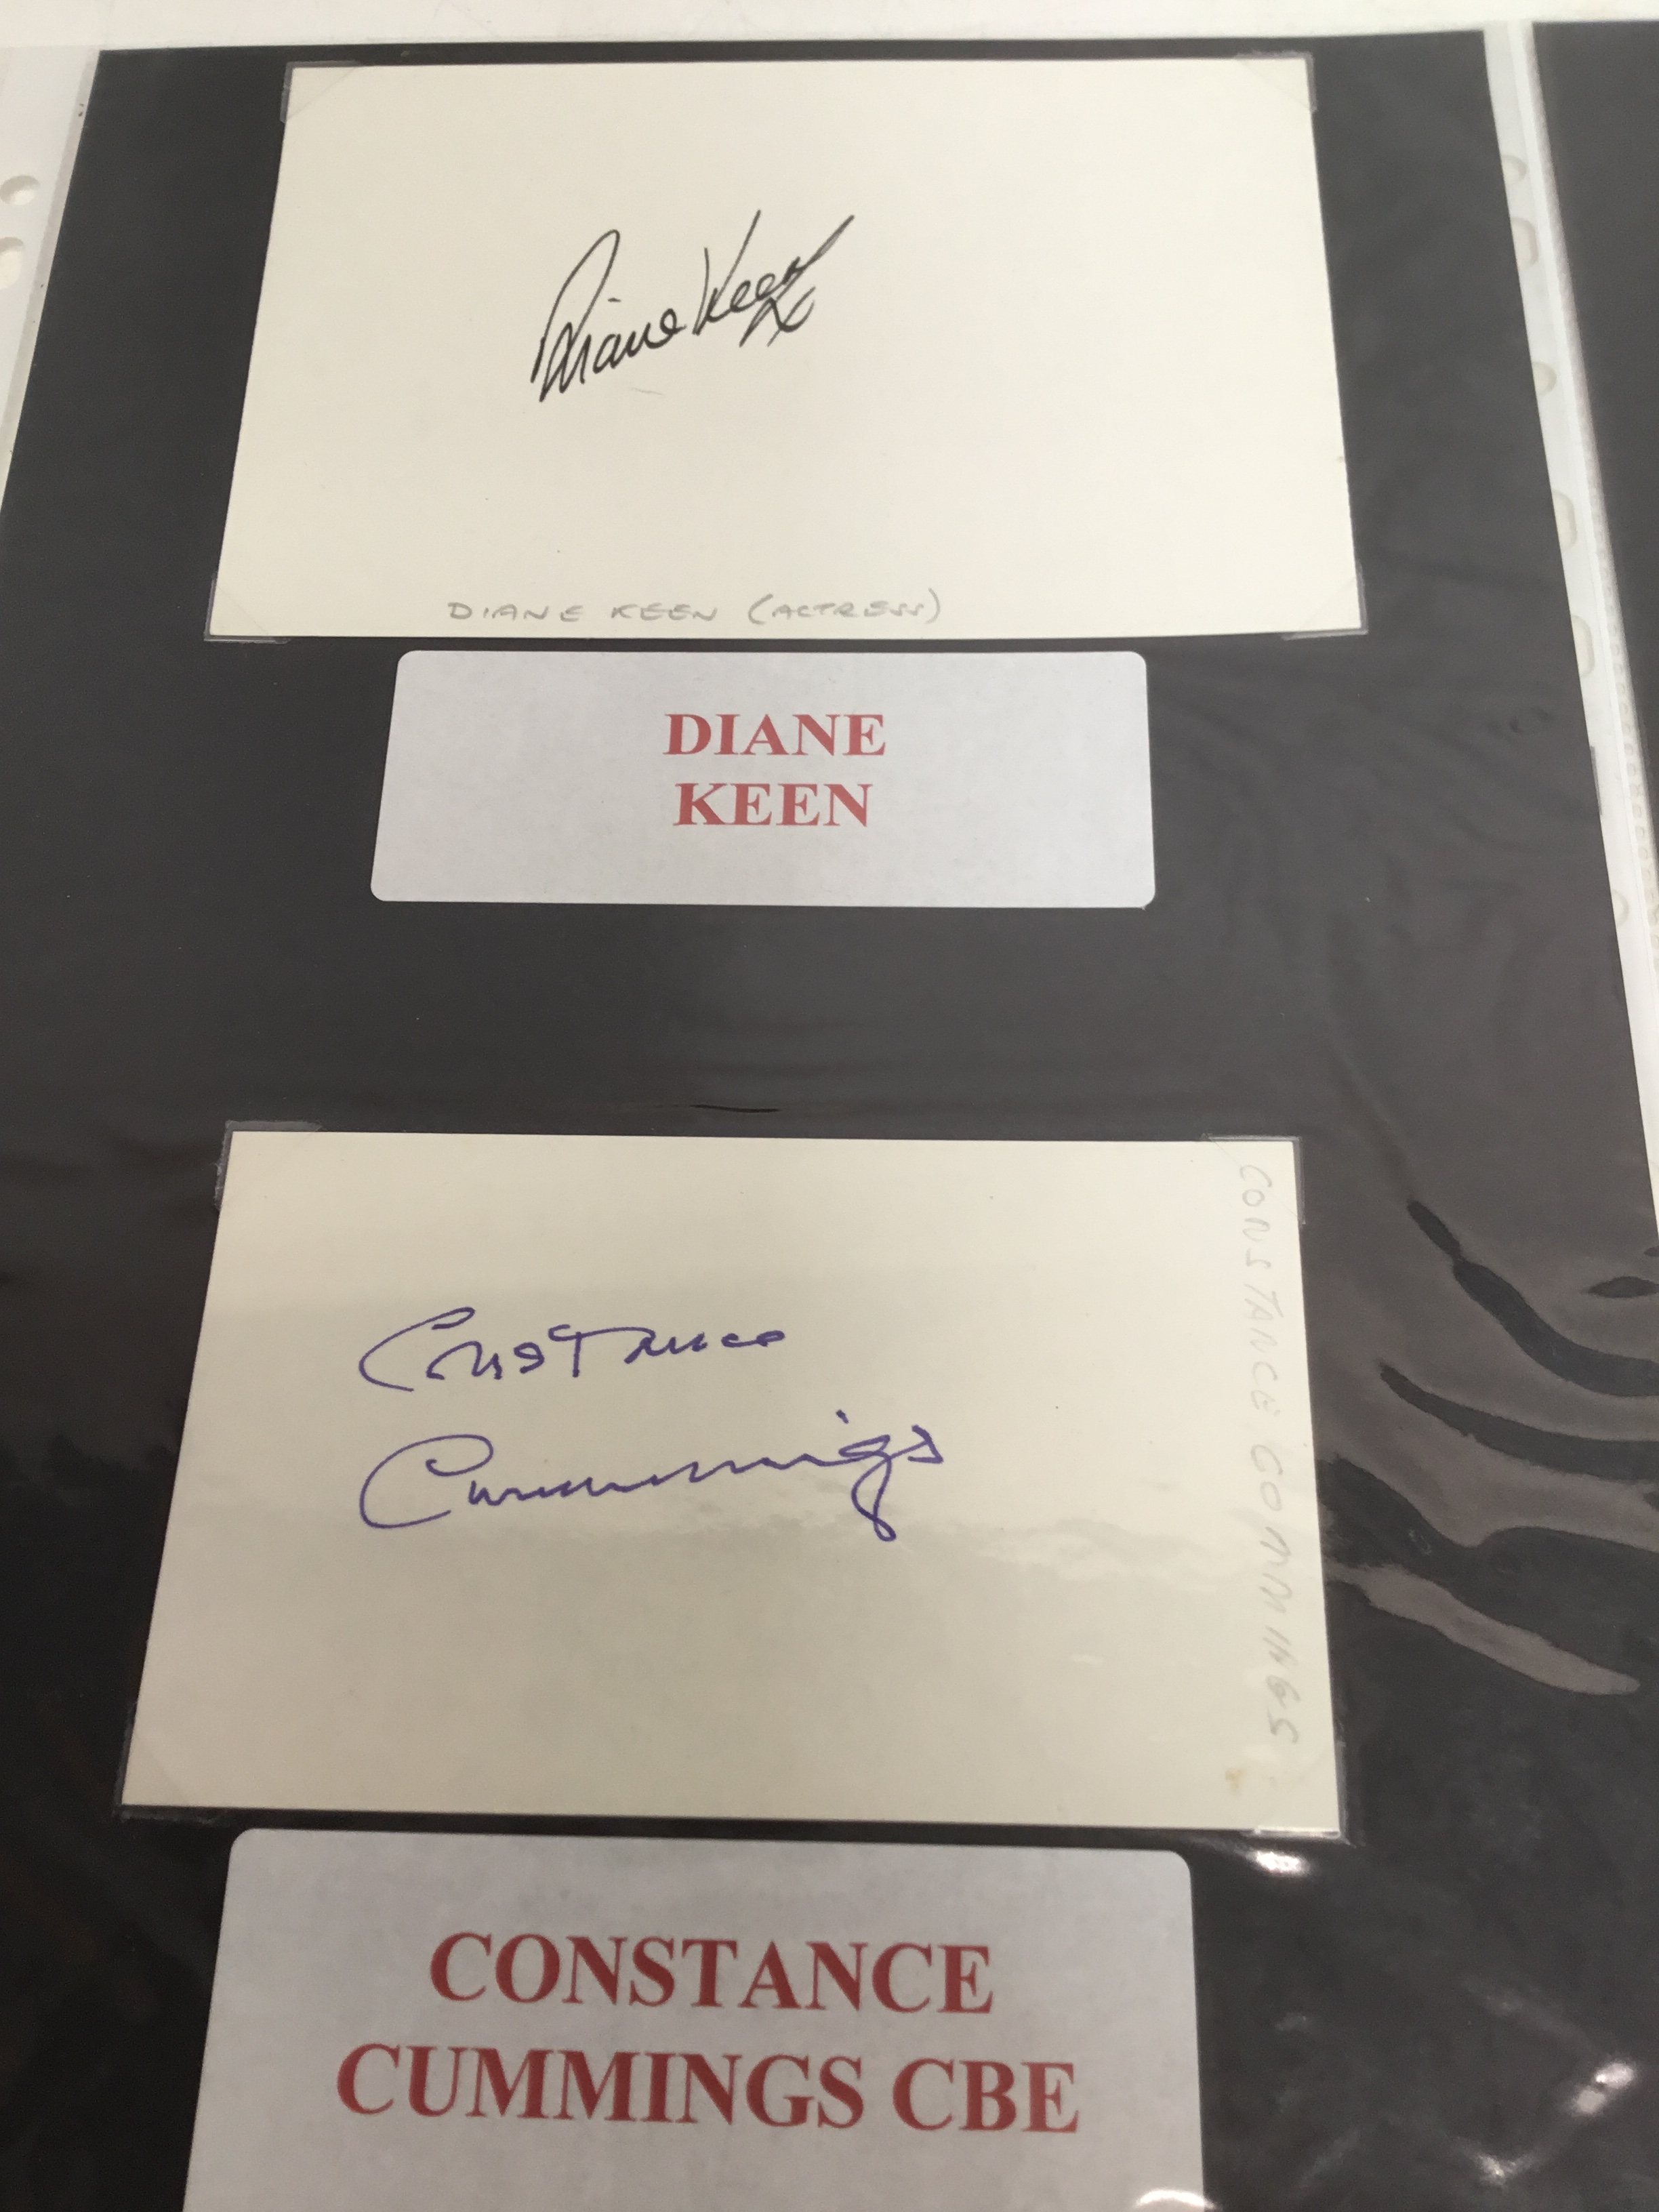 Diane Keen x
DIANE KEEN (ACTRESS)
DIANE
KEEN
Constance
Cummings
CONSTANCE CUMMINGS
CONSTANCE
CUMMINGS CBE